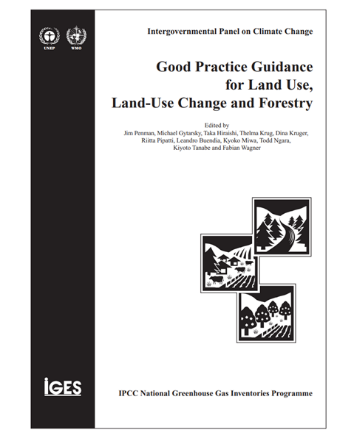 Intergovernmental Panel on Climate Change
UNEP
WMO
Good Practice Guidance
for Land Use,
Land-Use Change and Forestry
Edited by
Jim Penman, Michael Gytarsky, Taka Hiraishi, Thelma Krug, Dina Kruger,
Riitta Pipatti, Leandro Buendia, Kyoko Miwa, Todd Ngara,
Kiyoto Tanabe and Fabian Wagner
IGES
IPCC National Greenhouse Gas Inventories Programme